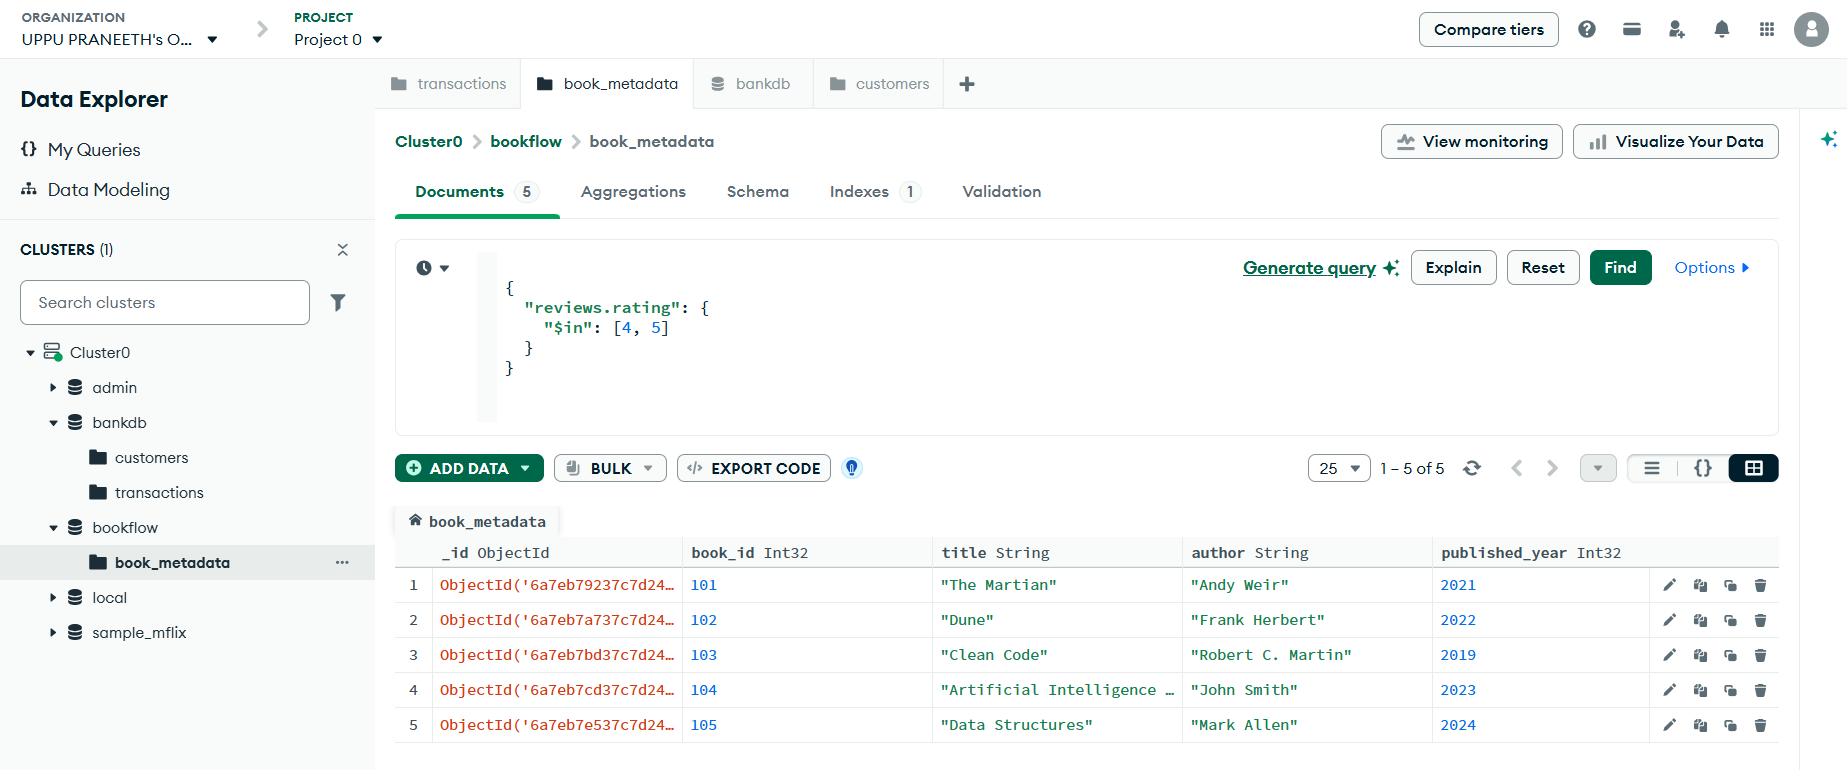 ORGANIZATION
UPPU PRANEETH's O...
PROJECT
Project 0
Compare tiers
Data Explorer
My Queries
Data Modeling
CLUSTERS (1)
Search clusters
Cluster0
admin
bankdb
customers
transactions
bookflow
book_metadata
local
sample_mflix
transactions
book_metadata
bankdb
customers
Cluster0 bookflow book_metadata
View monitoring
Visualize Your Data
Documents 5 Aggregations Schema Indexes 1 Validation
Generate query Explain Reset Find Options
{
"reviews.rating": {
"$in": [4, 5]
}
}
ADD DATA BULK </> EXPORT CODE
25 1 – 5 of 5
{}
book_metadata
_id ObjectId book_id Int32 title String author String published_year Int32
1 ObjectId('6a7eb79237c7d24... 101 "The Martian" "Andy Weir" 2021
2 ObjectId('6a7eb7a737c7d24... 102 "Dune" "Frank Herbert" 2022
3 ObjectId('6a7eb7bd37c7d24... 103 "Clean Code" "Robert C. Martin" 2019
4 ObjectId('6a7eb7cd37c7d24... 104 "Artificial Intelligence ... "John Smith" 2023
5 ObjectId('6a7eb7e537c7d24... 105 "Data Structures" "Mark Allen" 2024